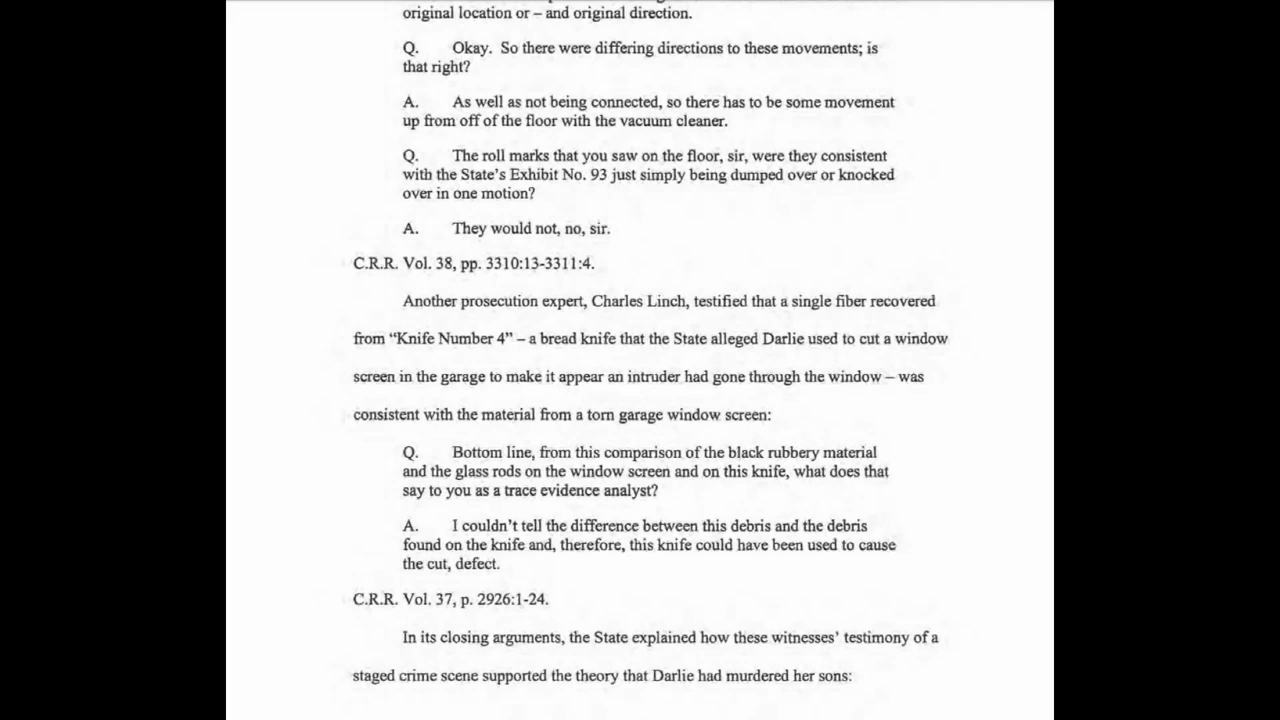 original location or – and original direction.
Q. Okay. So there were differing directions to these movements; is
that right?
A. As well as not being connected, so there has to be some movement
up from off of the floor with the vacuum cleaner.
Q. The roll marks that you saw on the floor, sir, were they consistent
with the State's Exhibit No. 93 just simply being dumped over or knocked
over in one motion?
A. They would not, no, sir.
C.R.R. Vol. 38, pp. 3310:13-3311:4.
Another prosecution expert, Charles Linch, testified that a single fiber recovered
from “Knife Number 4” – a bread knife that the State alleged Darlie used to cut a window
screen in the garage to make it appear an intruder had gone through the window – was
consistent with the material from a torn garage window screen:
Q. Bottom line, from this comparison of the black rubbery material
and the glass rods on the window screen and on this knife, what does that
say to you as a trace evidence analyst?
A. I couldn't tell the difference between this debris and the debris
found on the knife and, therefore, this knife could have been used to cause
the cut, defect.
C.R.R. Vol. 37, p. 2926:1-24.
In its closing arguments, the State explained how these witnesses' testimony of a
staged crime scene supported the theory that Darlie had murdered her sons: